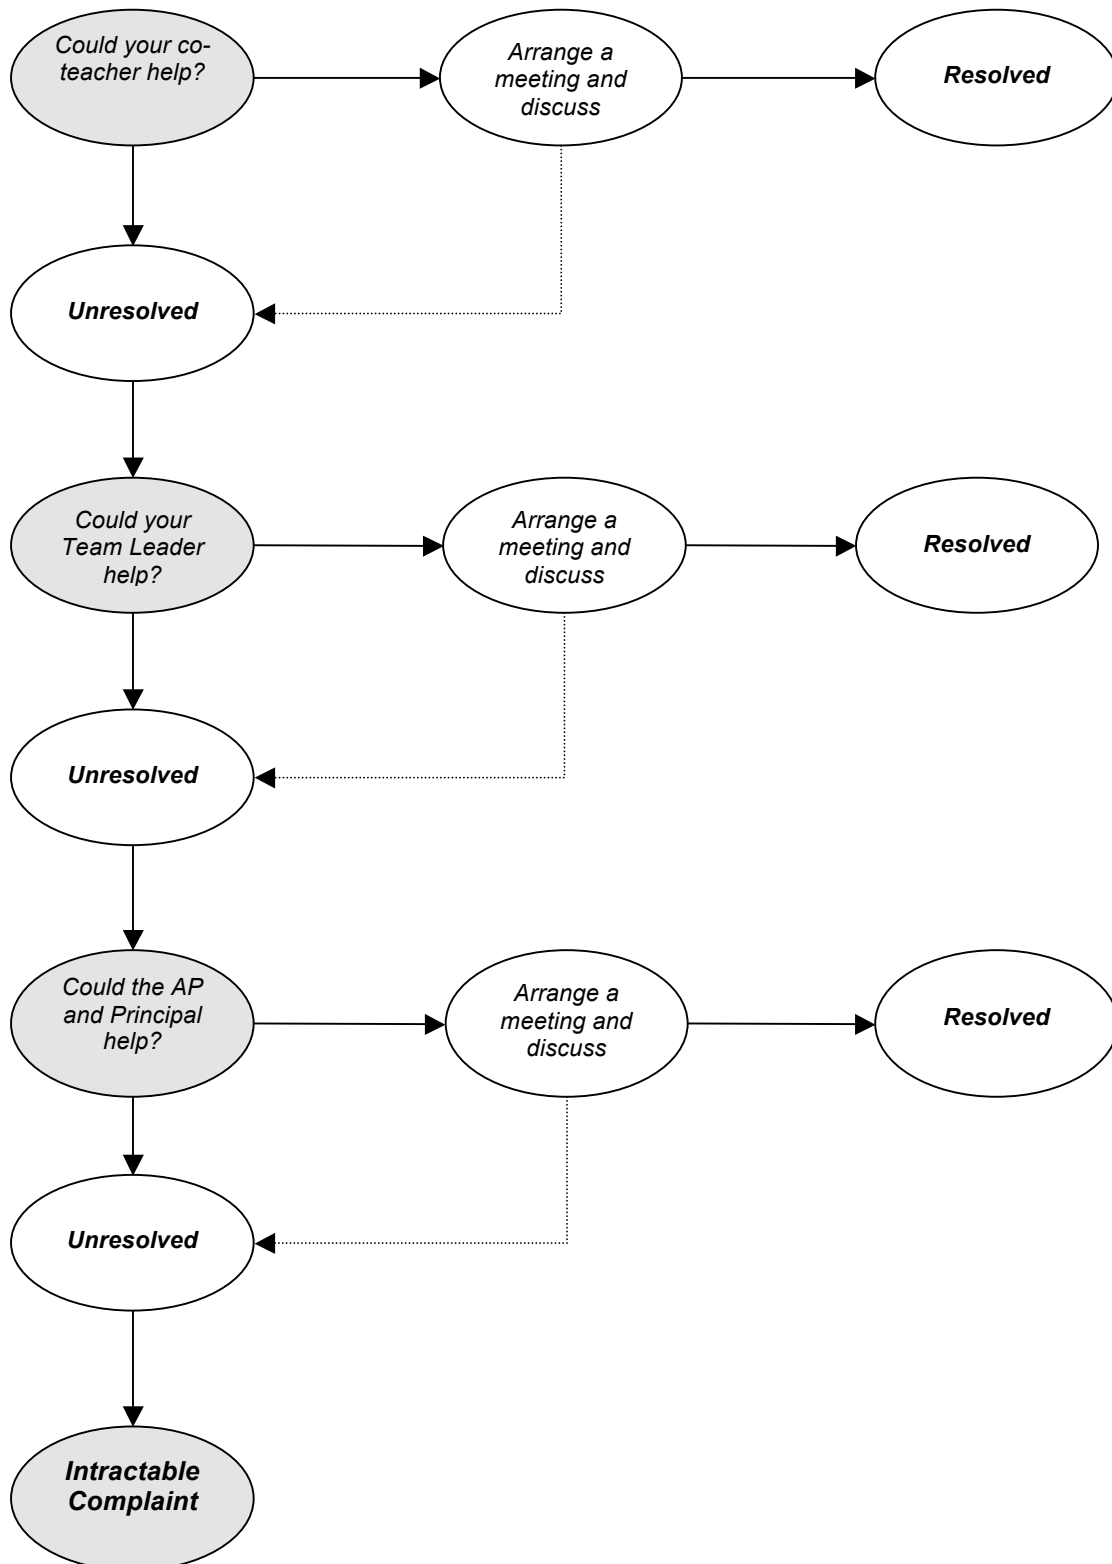 Could your co-
teacher help?
Arrange a
meeting and
discuss
Resolved
Unresolved
Could your
Team Leader
help?
Arrange a
meeting and
discuss
Resolved
Unresolved
Could the AP
and Principal
help?
Arrange a
meeting and
discuss
Resolved
Unresolved
Intractable
Complaint